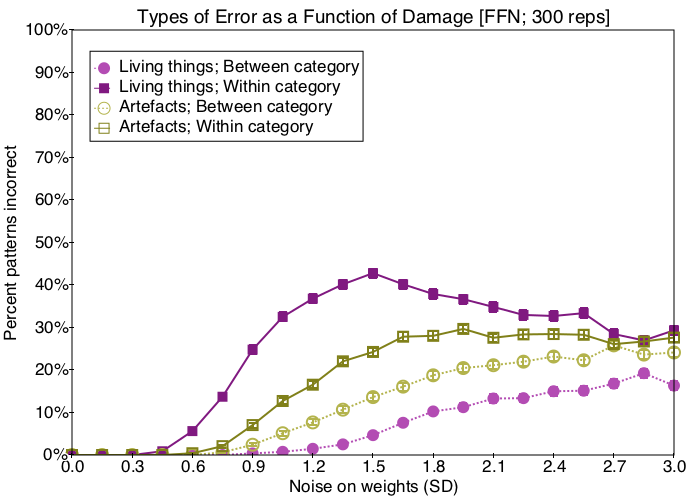 Types of Error as a Function of Damage [FFN; 300 reps]
100%
90%
80%
70%
60%
50%
40%
30%
20%
10%
0%
Percent patterns incorrect
Living things; Between category
Living things; Within category
Artefacts; Between category
Artefacts; Within category
0.0 0.3 0.6 0.9 1.2 1.5 1.8 2.1 2.4 2.7 3.0
Noise on weights (SD)